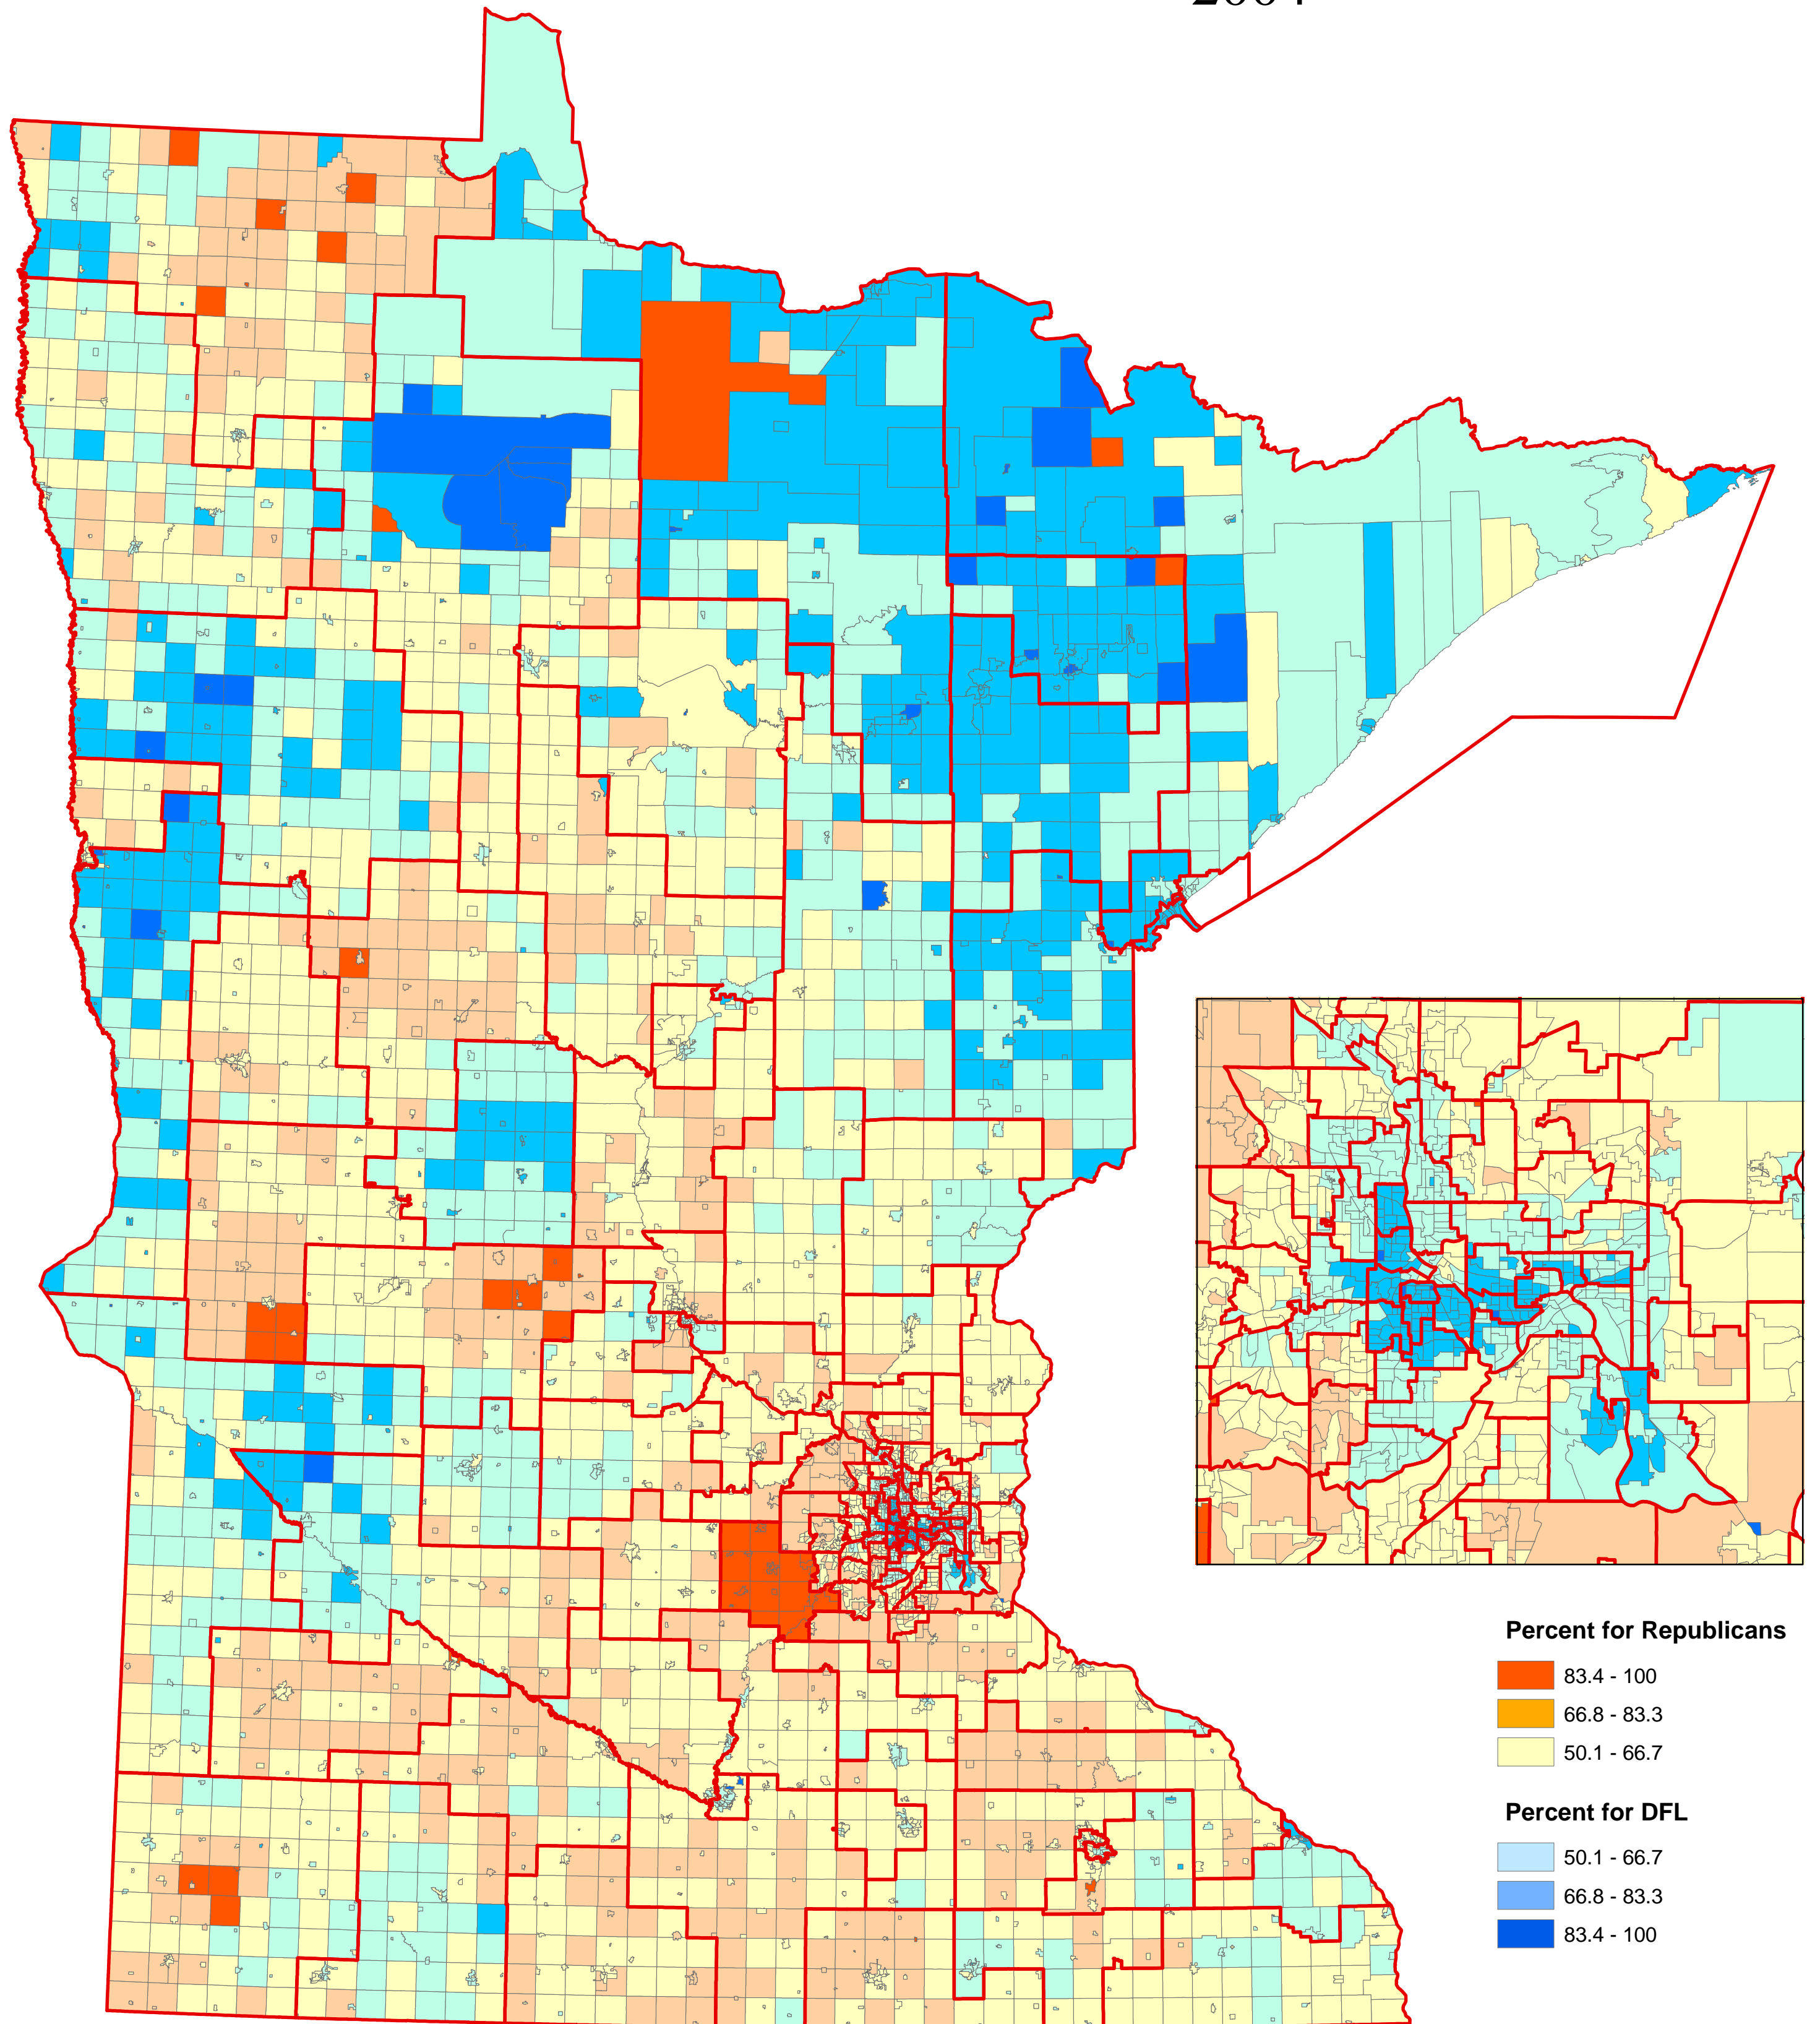 2004
Percent for Republicans
83.4 - 100
66.8 - 83.3
50.1 - 66.7
Percent for DFL
50.1 - 66.7
66.8 - 83.3
83.4 - 100